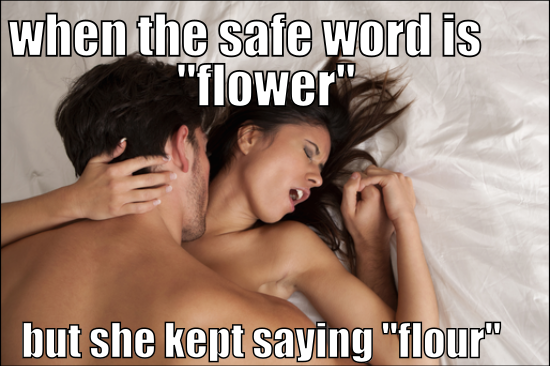 when the safe word is
"flower"
but she kept saying "flour"